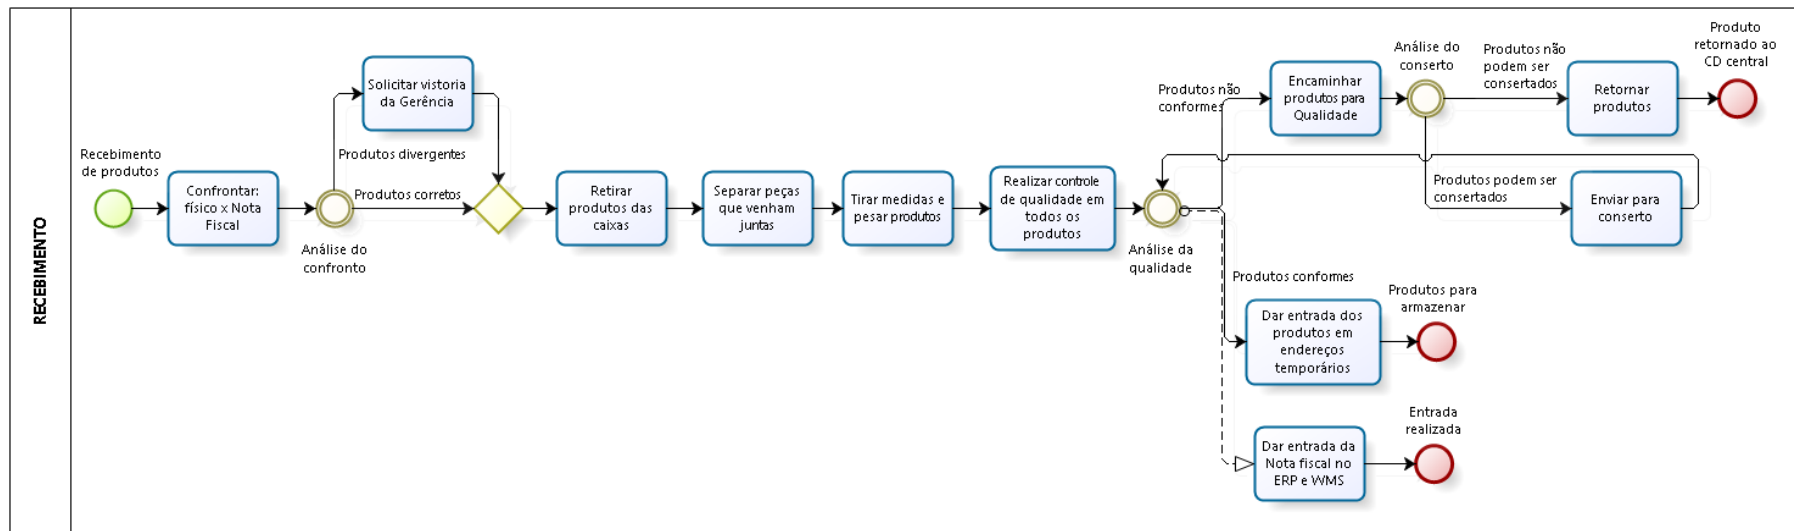 RECEBIMENTO
Recebimento
de produtos
Confrontar:
físico x Nota
Fiscal
Análise do
confronto
Solicitar vistoria
da Gerência
Produtos divergentes
Produtos corretos
Retirar
produtos das
caixas
Separar peças
que venham
juntas
Tirar medidas e
pesar produtos
Realizar controle
de qualidade em
todos os
produtos
Análise da
qualidade
Produtos não
conformes
Encaminhar
produtos para
Qualidade
Análise do
conserto
Produtos não
podem ser
consertados
Retornar
produtos
Produto
retornado ao
CD central
Produtos podem ser
consertados
Enviar para
conserto
Produtos conformes
Dar entrada dos
produtos em
endereços
temporários
Produtos para
armazenar
Dar entrada da
Nota fiscal no
ERP e WMS
Entrada
realizada